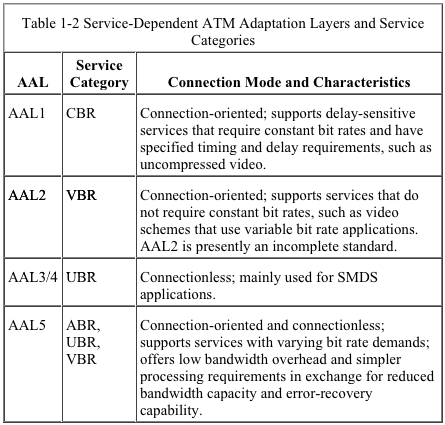 Table 1-2 Service-Dependent ATM Adaptation Layers and Service
Categories
AAL
Service
Category
Connection Mode and Characteristics
AAL1
CBR
Connection-oriented; supports delay-sensitive
services that require constant bit rates and have
specified timing and delay requirements, such as
uncompressed video.
AAL2
VBR
Connection-oriented; supports services that do
not require constant bit rates, such as video
schemes that use variable bit rate applications.
AAL2 is presently an incomplete standard.
AAL3/4
UBR
Connectionless; mainly used for SMDS
applications.
AAL5
ABR,
UBR,
VBR
Connection-oriented and connectionless;
supports services with varying bit rate demands;
offers low bandwidth overhead and simpler
processing requirements in exchange for reduced
bandwidth capacity and error-recovery
capability.